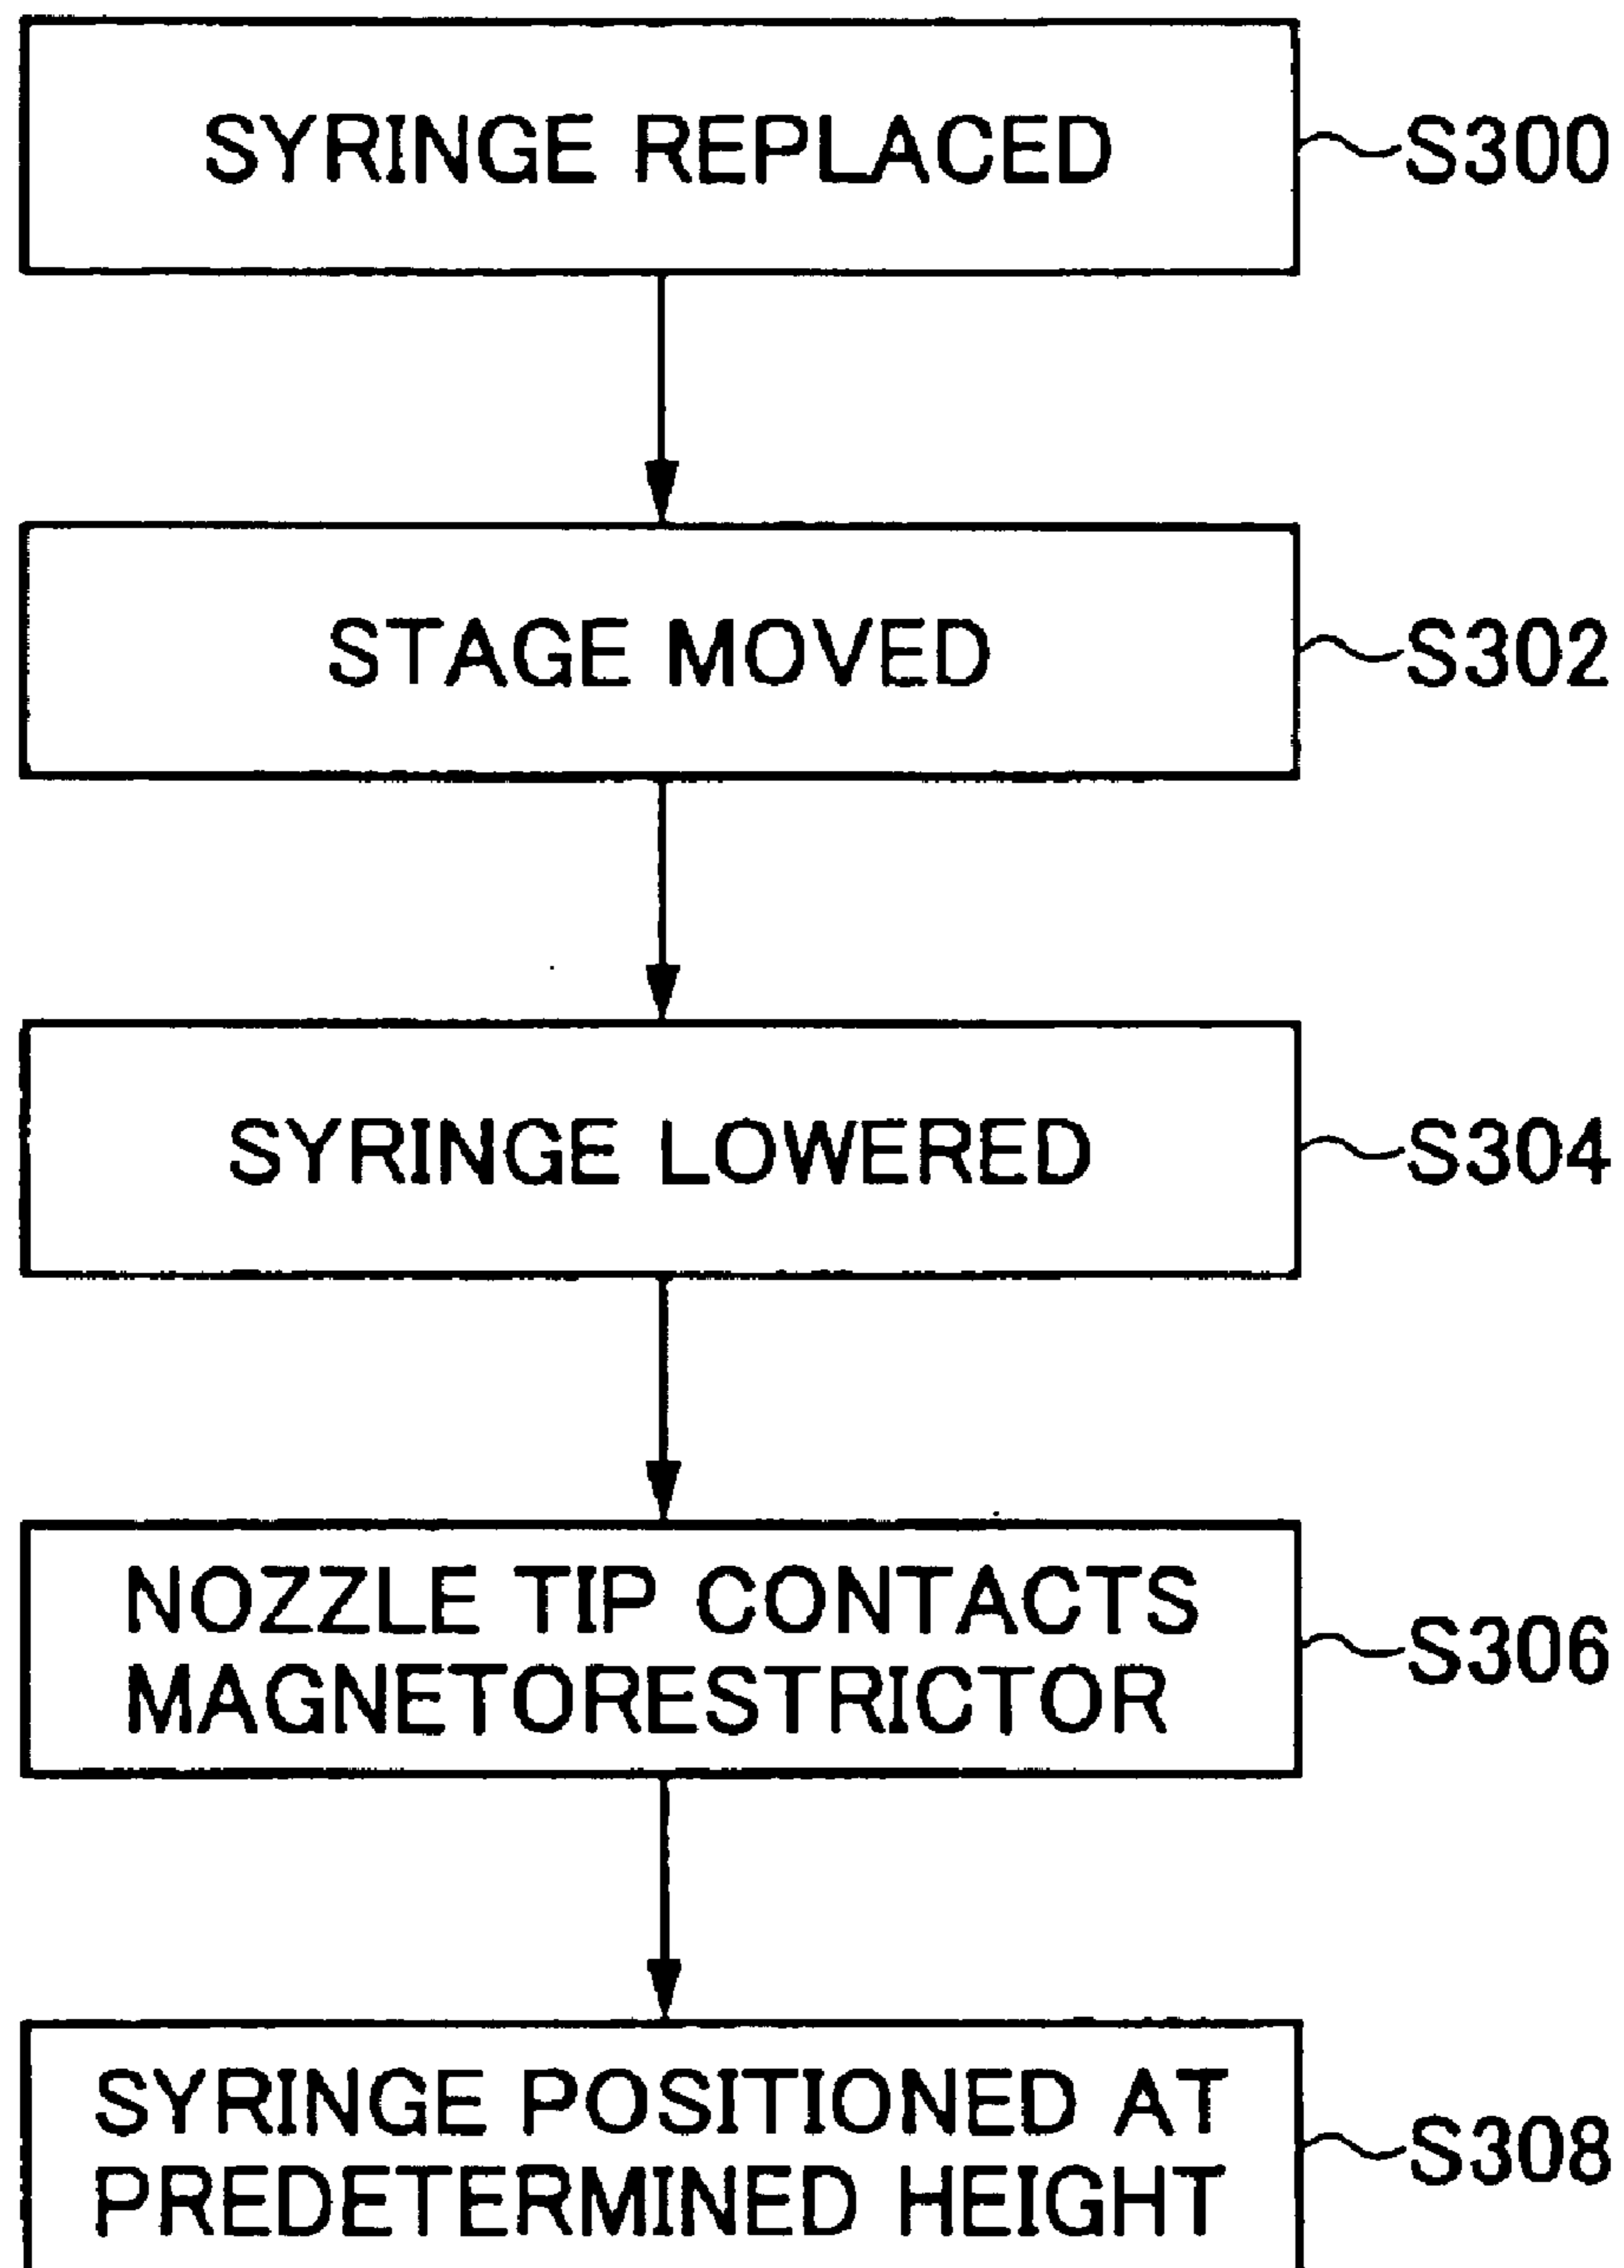 SYRINGE REPLACED
S300
STAGE MOVED
S302
SYRINGE LOWERED
S304
NOZZLE TIP CONTACTS
MAGNETORESTRICTOR
S306
SYRINGE POSITIONED AT
PREDETERMINED HEIGHT
S308